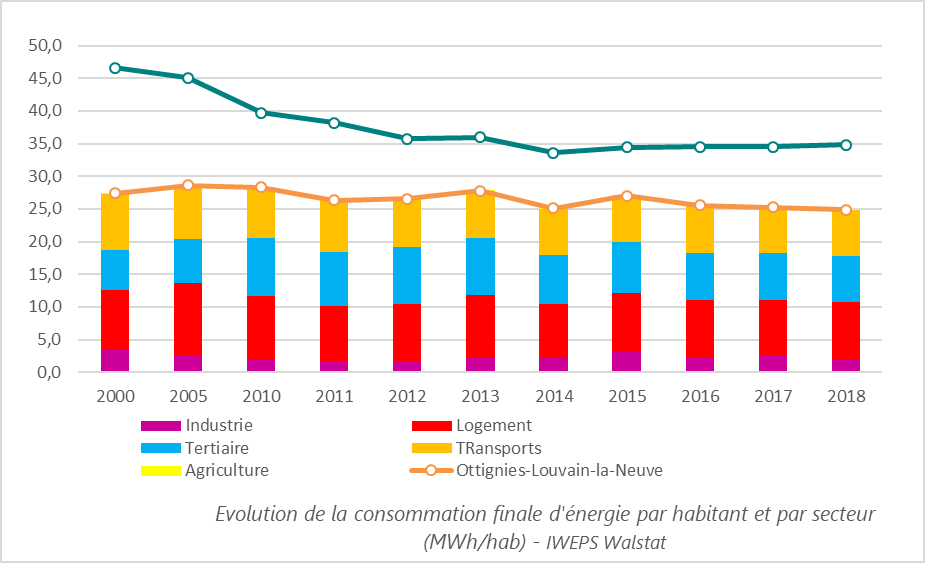 50,0
45,0
40,0
35,0
30,0
25,0
20,0
15,0
10,0
5,0
0,0
2000 2005 2010 2011 2012 2013 2014 2015 2016 2017 2018
Industrie Logement
Tertiaire TRansports
Agriculture Ottignies-Louvain-la-Neuve
Evolution de la consommation finale d'énergie par habitant et par secteur
(MWh/hab) - IWEPS Walstat